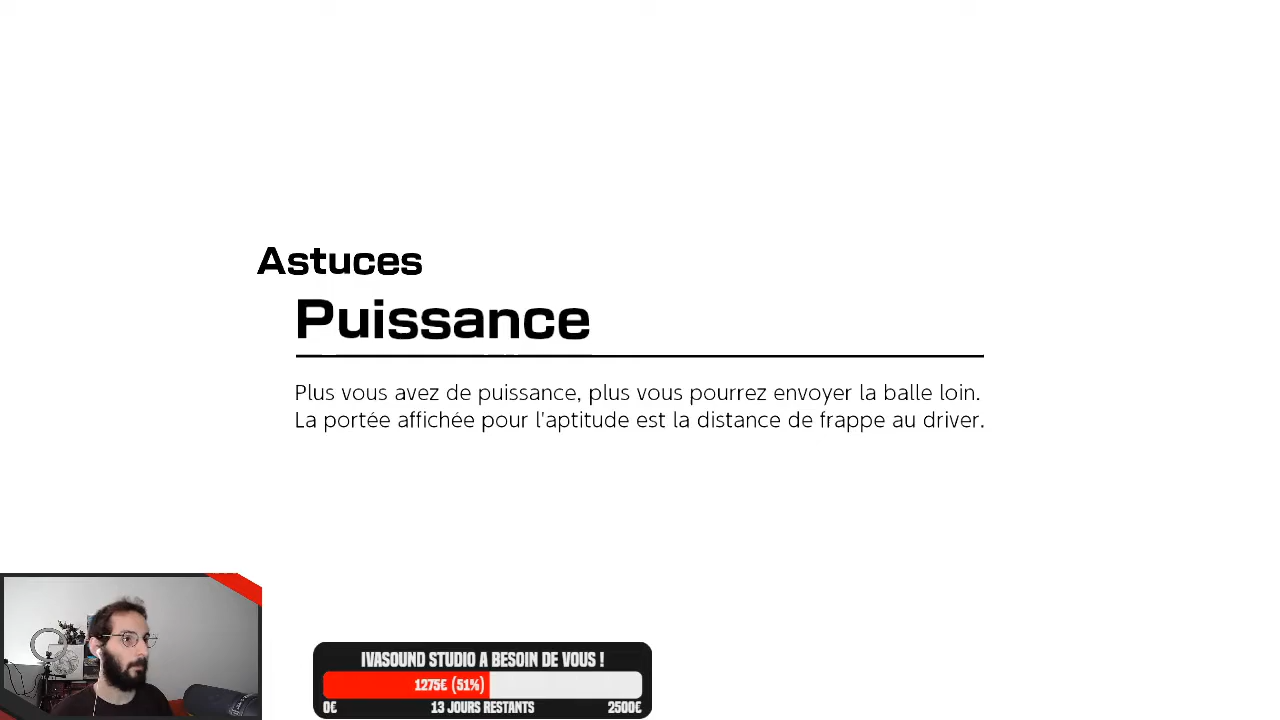 Astuces
Puissance
Plus vous avez de puissance, plus vous pourrez envoyer la balle loin.
La portée affichée pour l'aptitude est la distance de frappe au driver.
IVASOUND STUDIO A BESOIN DE VOUS !
1275€ (51%)
0€ 13 JOURS RESTANTS 2500€